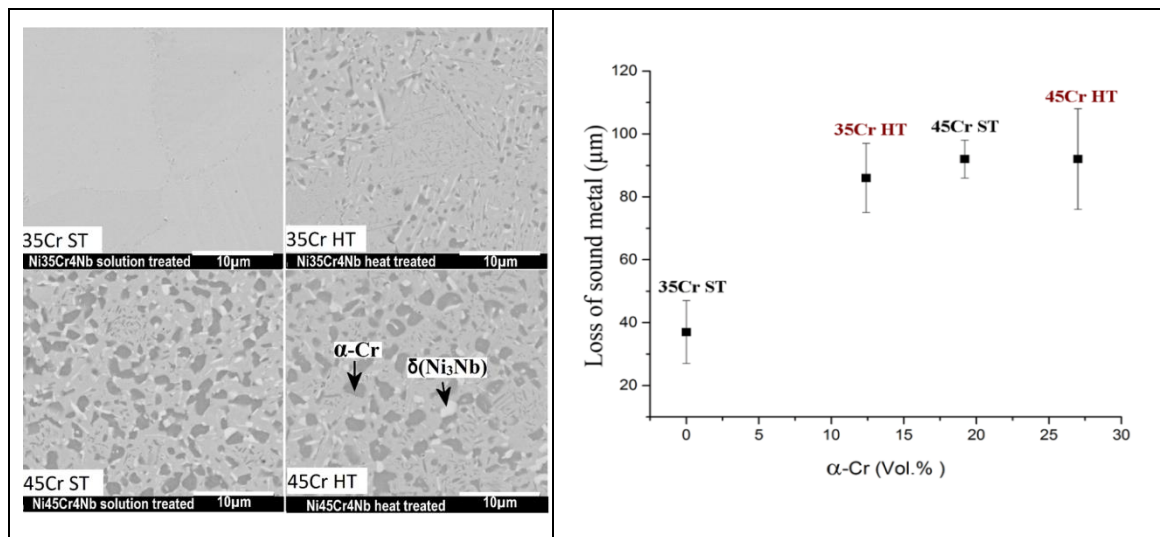 35Cr ST
10µm
Ni35Cr4Nb solution treated
35Cr HT
10µm
Ni35Cr4Nb heat treated
45Cr ST
10µm
Ni45Cr4Nb solution treated
α-Cr
δ(Ni₃Nb)
45Cr HT
10µm
Ni45Cr4Nb heat treated
Loss of sound metal (µm)
120
100
80
60
40
20
35Cr ST
35Cr HT
45Cr ST
45Cr HT
0
5
10
15
20
25
30
α-Cr (Vol.%)